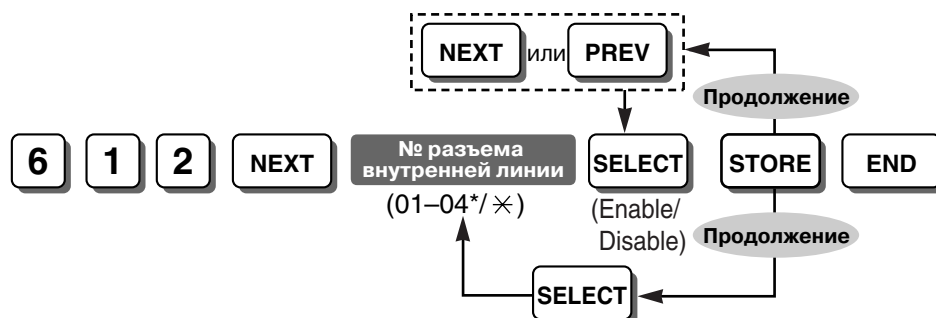 NEXT или PREV
Продолжение
6 1 2 NEXT № разъема внутренней линии SELECT STORE END
(01–04*/✳)
(Enable/
Disable)
Продолжение
SELECT